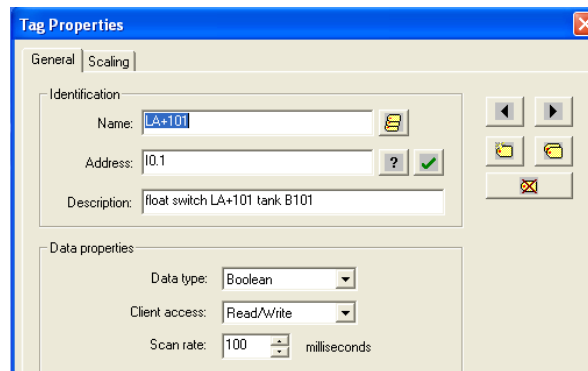 Tag Properties
General Scaling
Identification
Name: LA+101
Address: I0.1 ?
Description: float switch LA+101 tank B101
Data properties
Data type: Boolean
Client access: Read/Write
Scan rate: 100 milliseconds